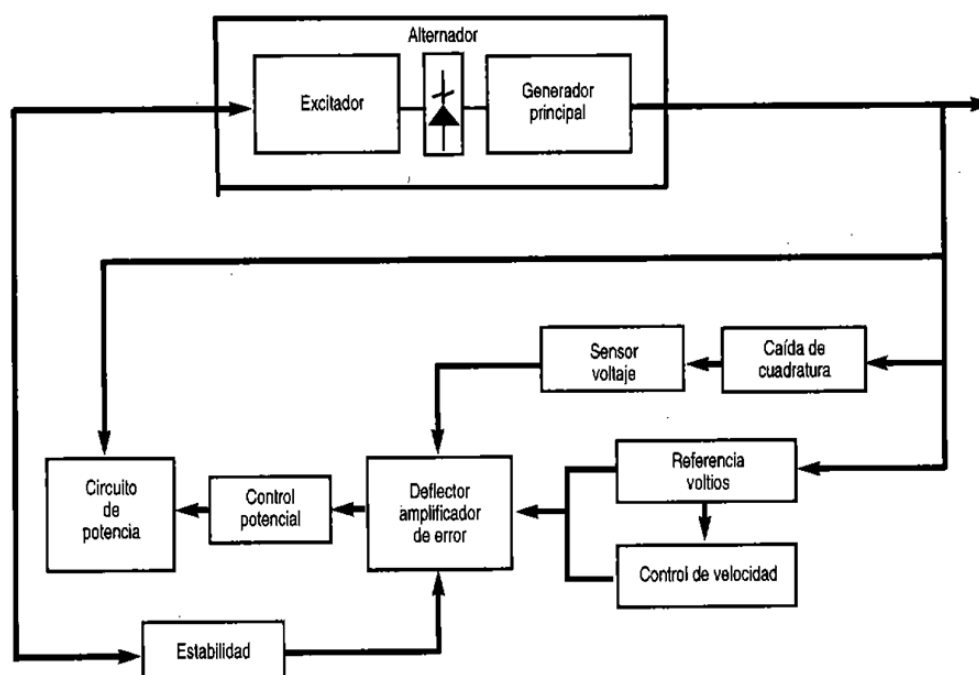 Alternador
Excitador
Generador
principal
Sensor
voltaje
Caída de
cuadratura
Circuito
de
potencia
Control
potencial
Deflector
amplificador
de error
Referencia
voltios
Control de velocidad
Estabilidad